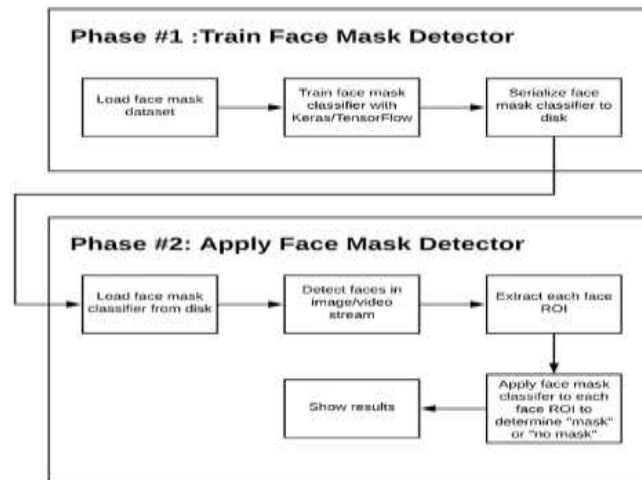 Phase #1 :Train Face Mask Detector
Load face mask
dataset
Train face mask
classifier with
Keras/TensorFlow
Serialize face
mask classifier to
disk
Phase #2: Apply Face Mask Detector
Load face mask
classifier from disk
Detect faces in
image/video
stream
Extract each face
ROI
Apply face mask
classifer to each
face ROI to
determine "mask"
or "no mask"
Show results